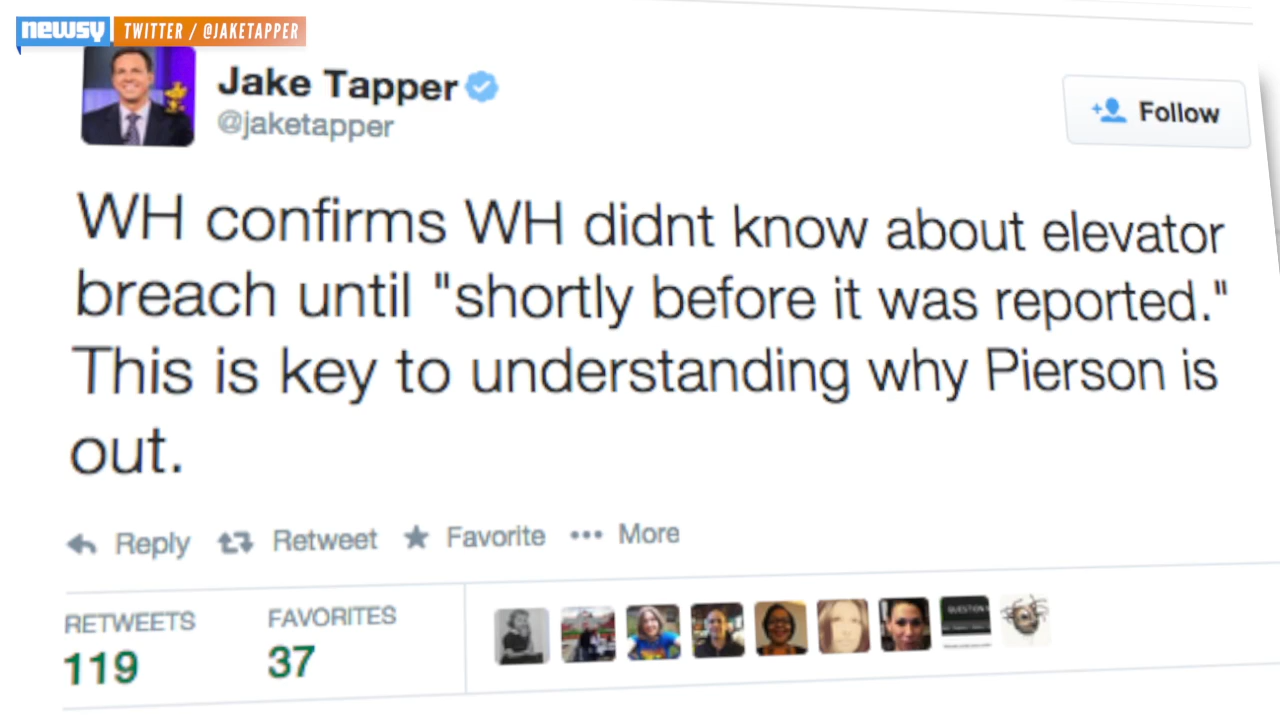 newsy TWITTER / @JAKETAPPER
Jake Tapper
@jaketapper
Follow
WH confirms WH didnt know about elevator
breach until "shortly before it was reported."
This is key to understanding why Pierson is
out.
Reply Retweet Favorite More
RETWEETS FAVORITES
119 37
QUESTION